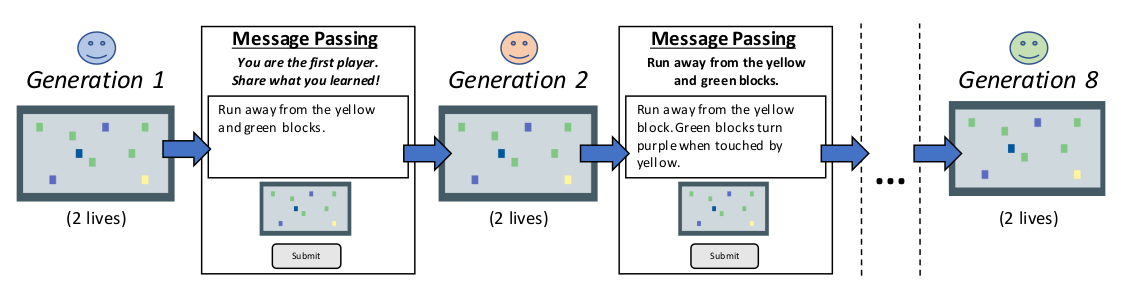 Generation 1
(2 lives)
Message Passing
You are the first player.
Share what you learned!
Run away from the yellow
and green blocks.
Submit
Generation 2
(2 lives)
Message Passing
Run away from the yellow
and green blocks.
Run away from the yellow
block. Green blocks turn
purple when touched by
yellow.
Submit
...
Generation 8
(2 lives)